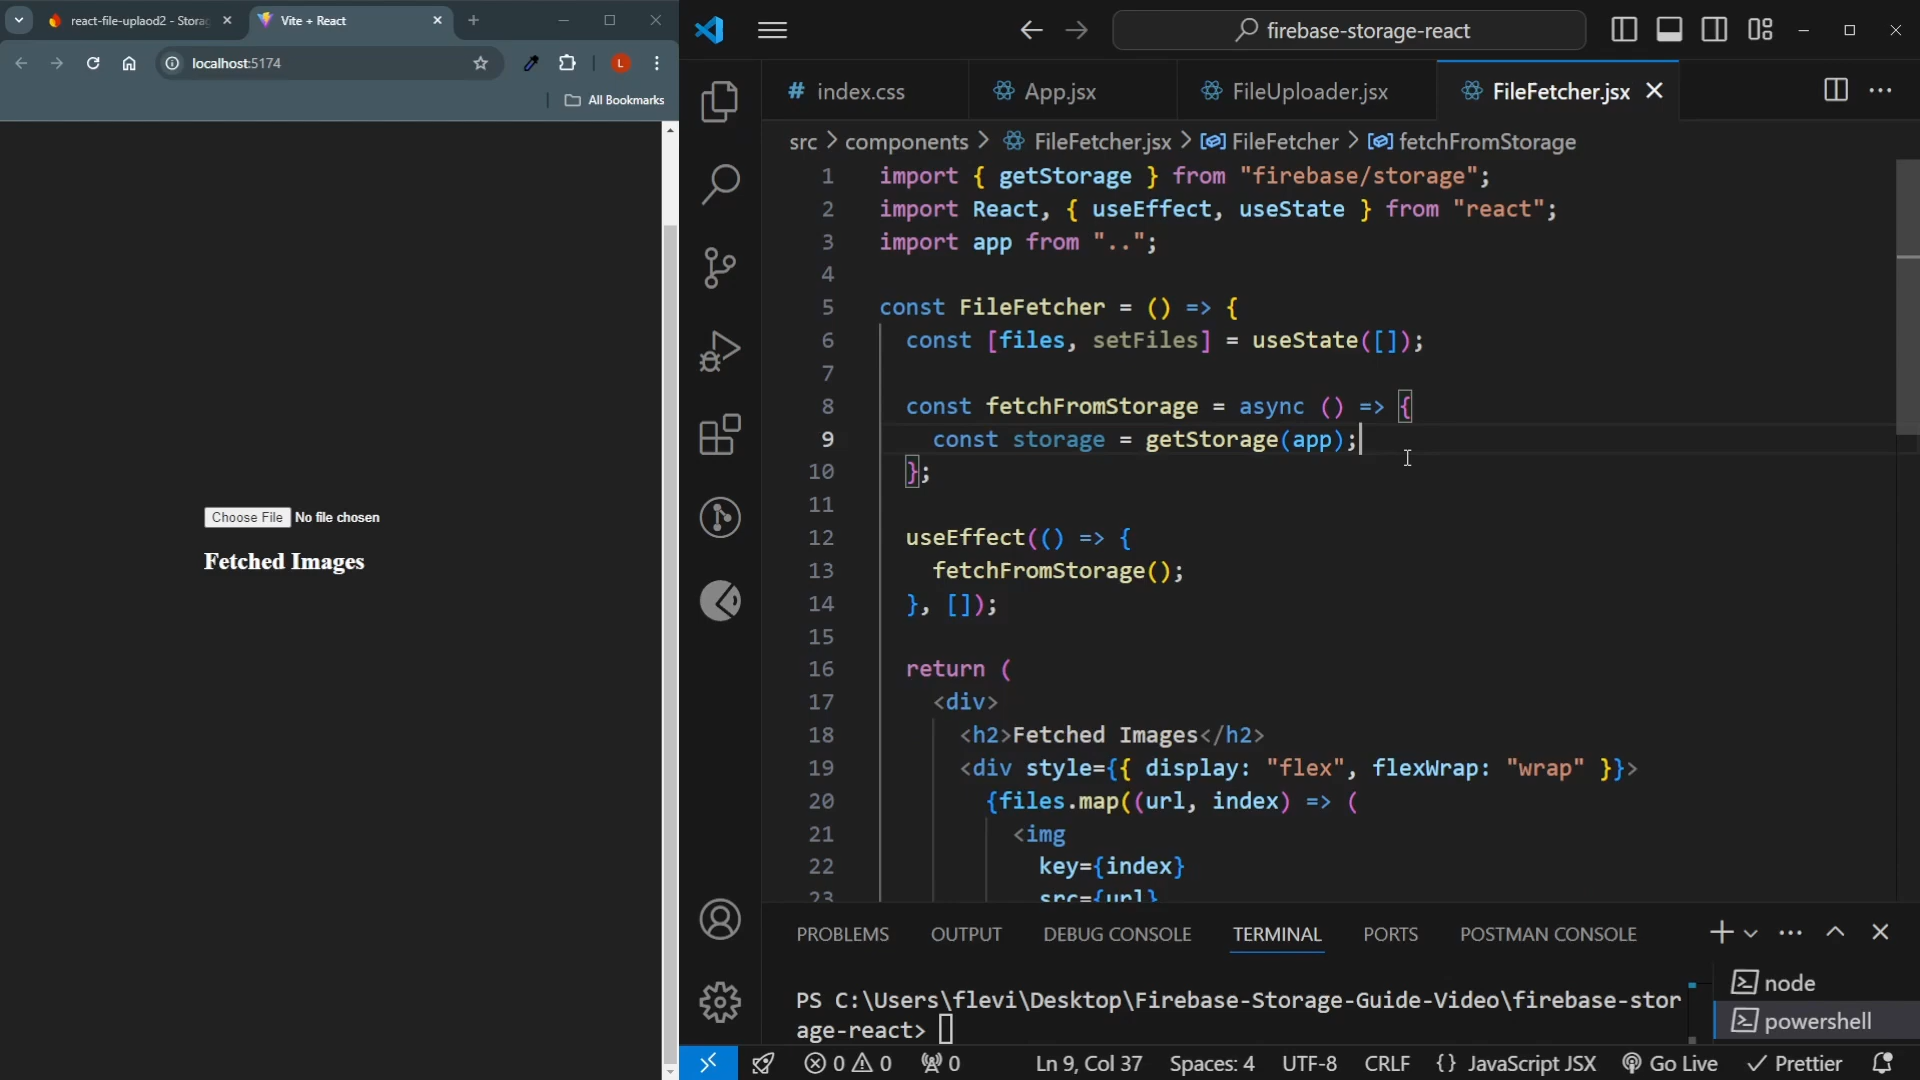 react-file-uplaod2 - Storag
Vite + React
localhost:5174
All Bookmarks
Choose File No file chosen
Fetched Images
firebase-storage-react
index.css
App.jsx
FileUploader.jsx
FileFetcher.jsx
src > components > FileFetcher.jsx > FileFetcher > fetchFromStorage
1 import { getStorage } from "firebase/storage";
2 import React, { useEffect, useState } from "react";
3 import app from "..";
4
5 const FileFetcher = () => {
6 const [files, setFiles] = useState([]);
7
8 const fetchFromStorage = async () => {
9 const storage = getStorage(app);
10 };
11
12 useEffect(() => {
13 fetchFromStorage();
14 }, []);
15
16 return (
17 <div>
18 <h2>Fetched Images</h2>
19 <div style={{ display: "flex", flexWrap: "wrap" }}>
20 {files.map((url, index) => (
21 <img
22 key={index}
23 src={url}
PROBLEMS OUTPUT DEBUG CONSOLE TERMINAL PORTS POSTMAN CONSOLE
PS C:\Users\flevi\Desktop\Firebase-Storage-Guide-Video\firebase-stor
age-react>
node
powershell
0 0 0 Ln 9, Col 37 Spaces: 4 UTF-8 CRLF {} JavaScript JSX Go Live Prettier